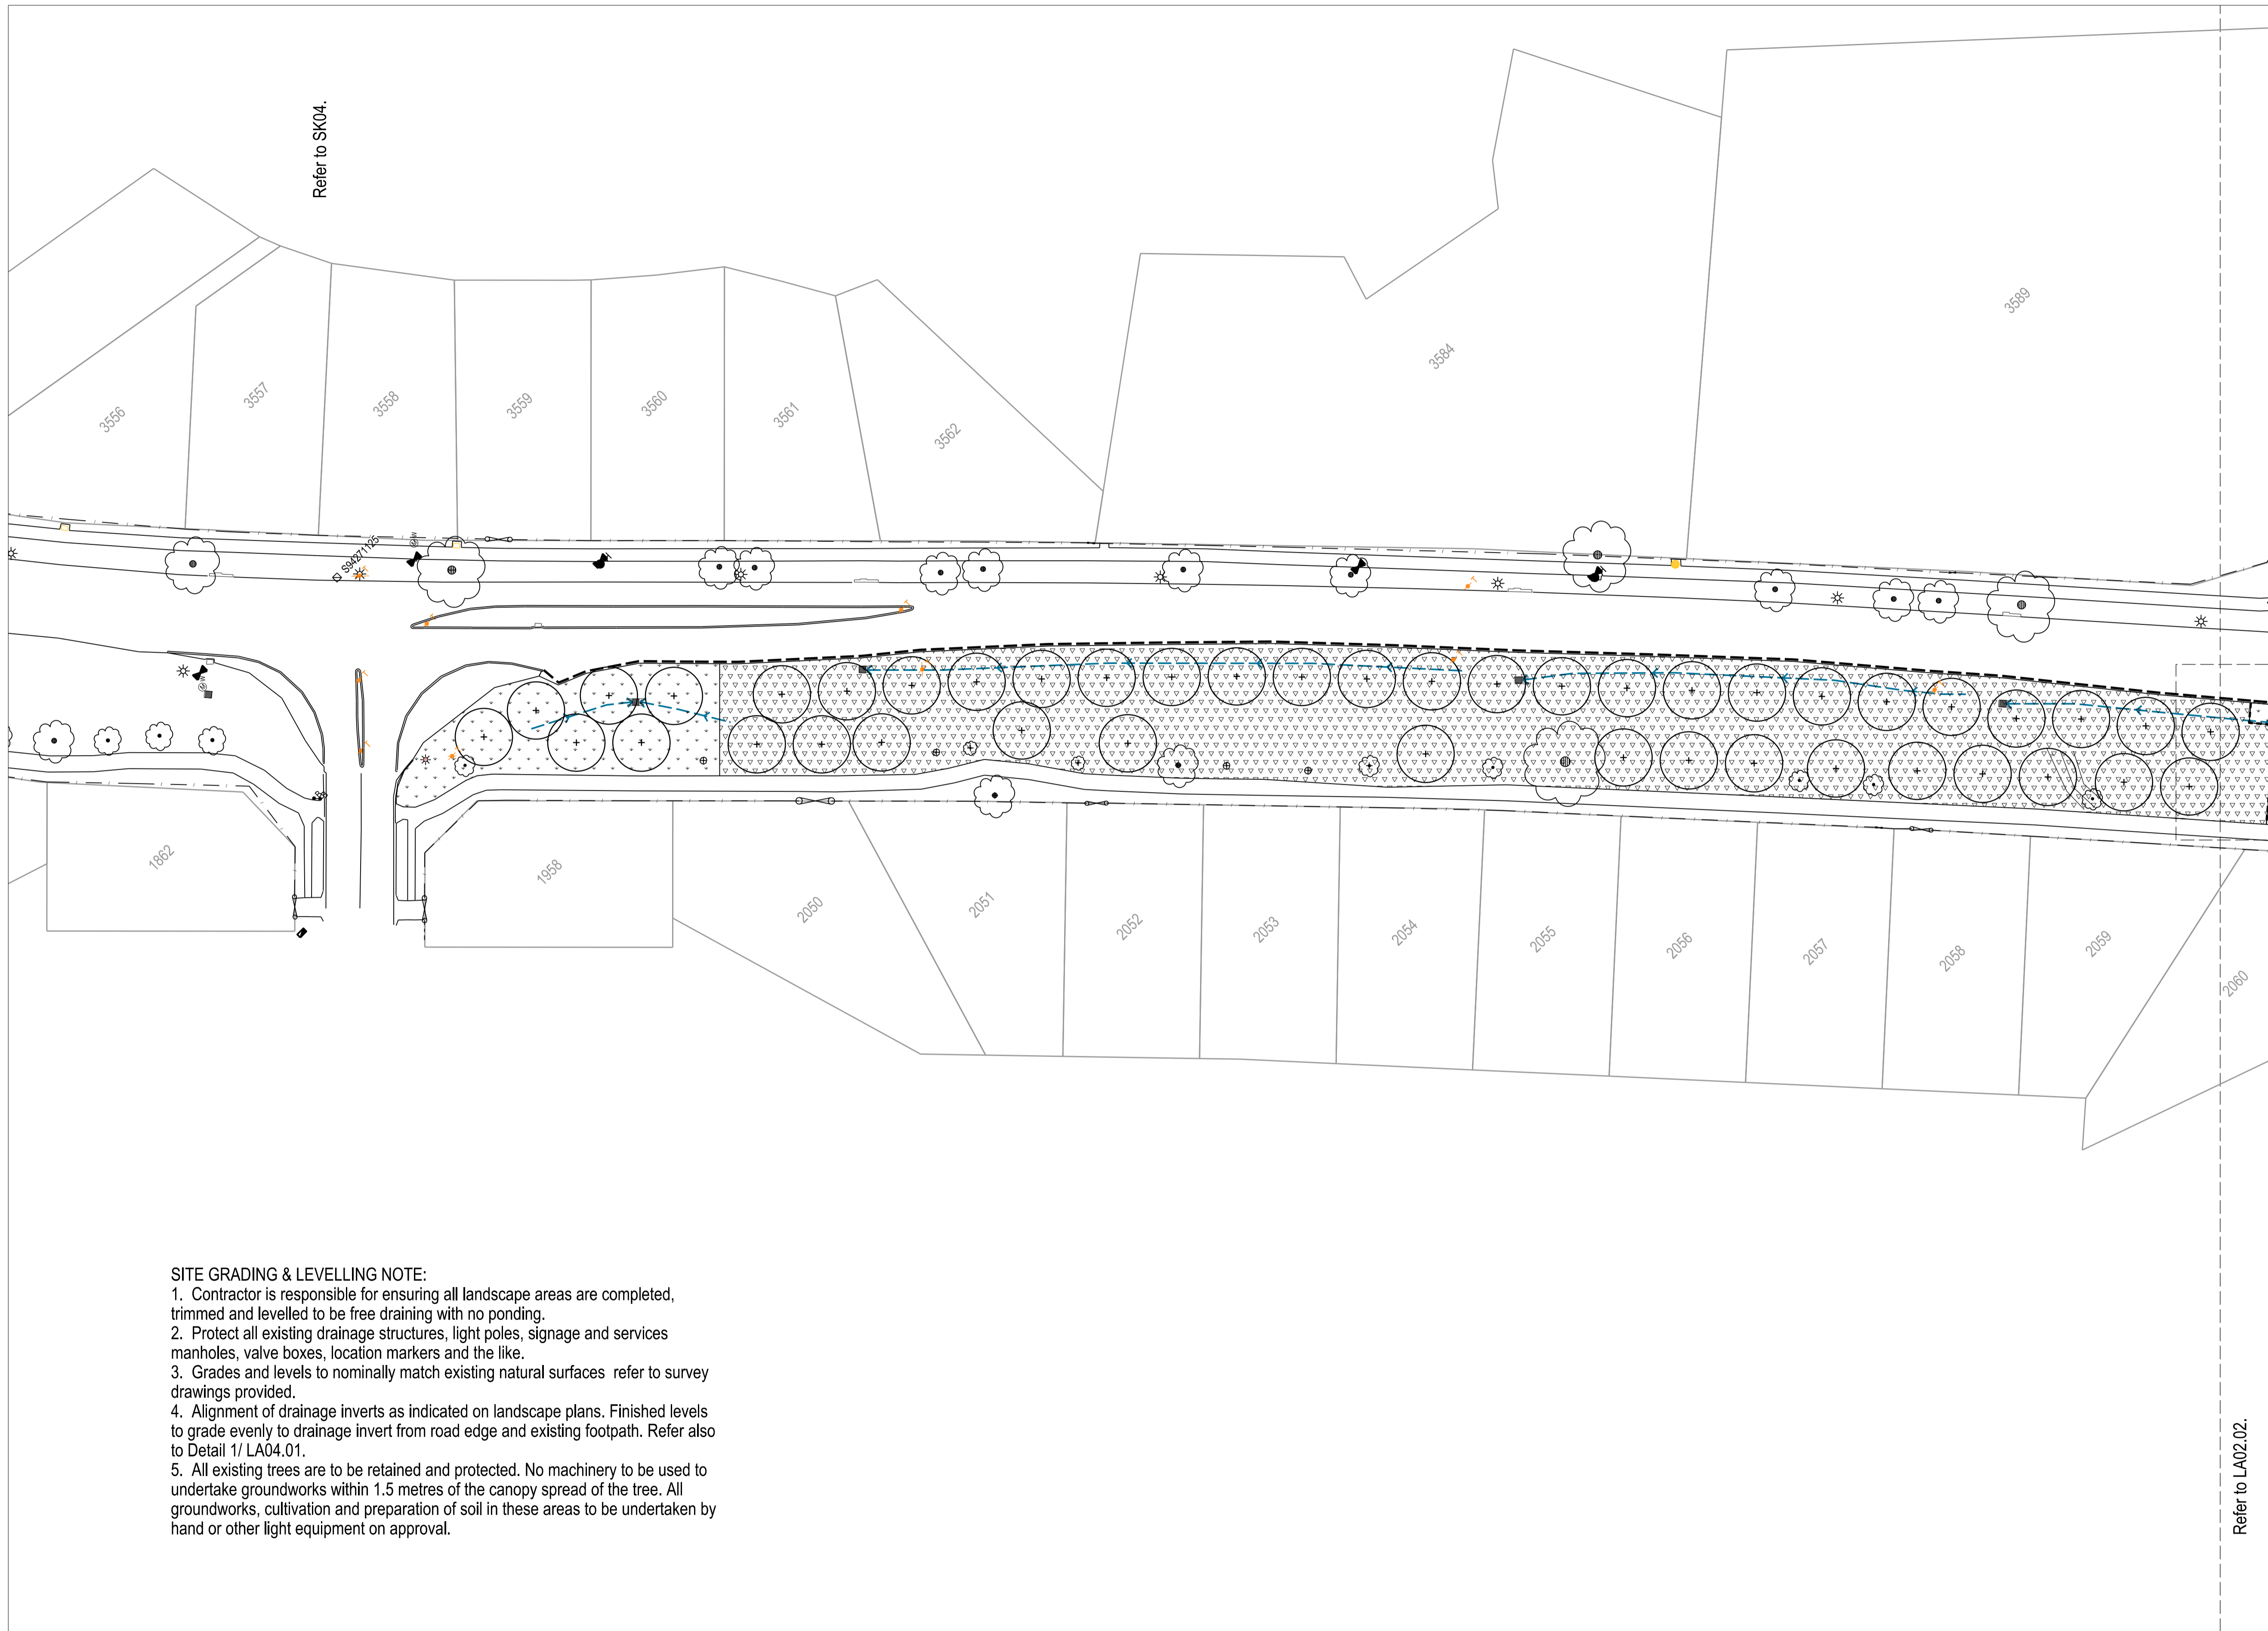 Refer to SK04.
3589
3584
3556
3557
3558
3559
3560
3561
3562
S94271125
W
W
T
T
T
T
T
T
T
T
T
T
1862
1958
2050
2051
2052
2053
2054
2055
2056
2057
2058
2059
2060
SITE GRADING & LEVELLING NOTE:
1. Contractor is responsible for ensuring all landscape areas are completed,
trimmed and levelled to be free draining with no ponding.
2. Protect all existing drainage structures, light poles, signage and services
manholes, valve boxes, location markers and the like.
3. Grades and levels to nominally match existing natural surfaces refer to survey
drawings provided.
4. Alignment of drainage inverts as indicated on landscape plans. Finished levels
to grade evenly to drainage invert from road edge and existing footpath. Refer also
to Detail 1/ LA04.01.
5. All existing trees are to be retained and protected. No machinery to be used to
undertake groundworks within 1.5 metres of the canopy spread of the tree. All
groundworks, cultivation and preparation of soil in these areas to be undertaken by
hand or other light equipment on approval.
Refer to LA02.02.